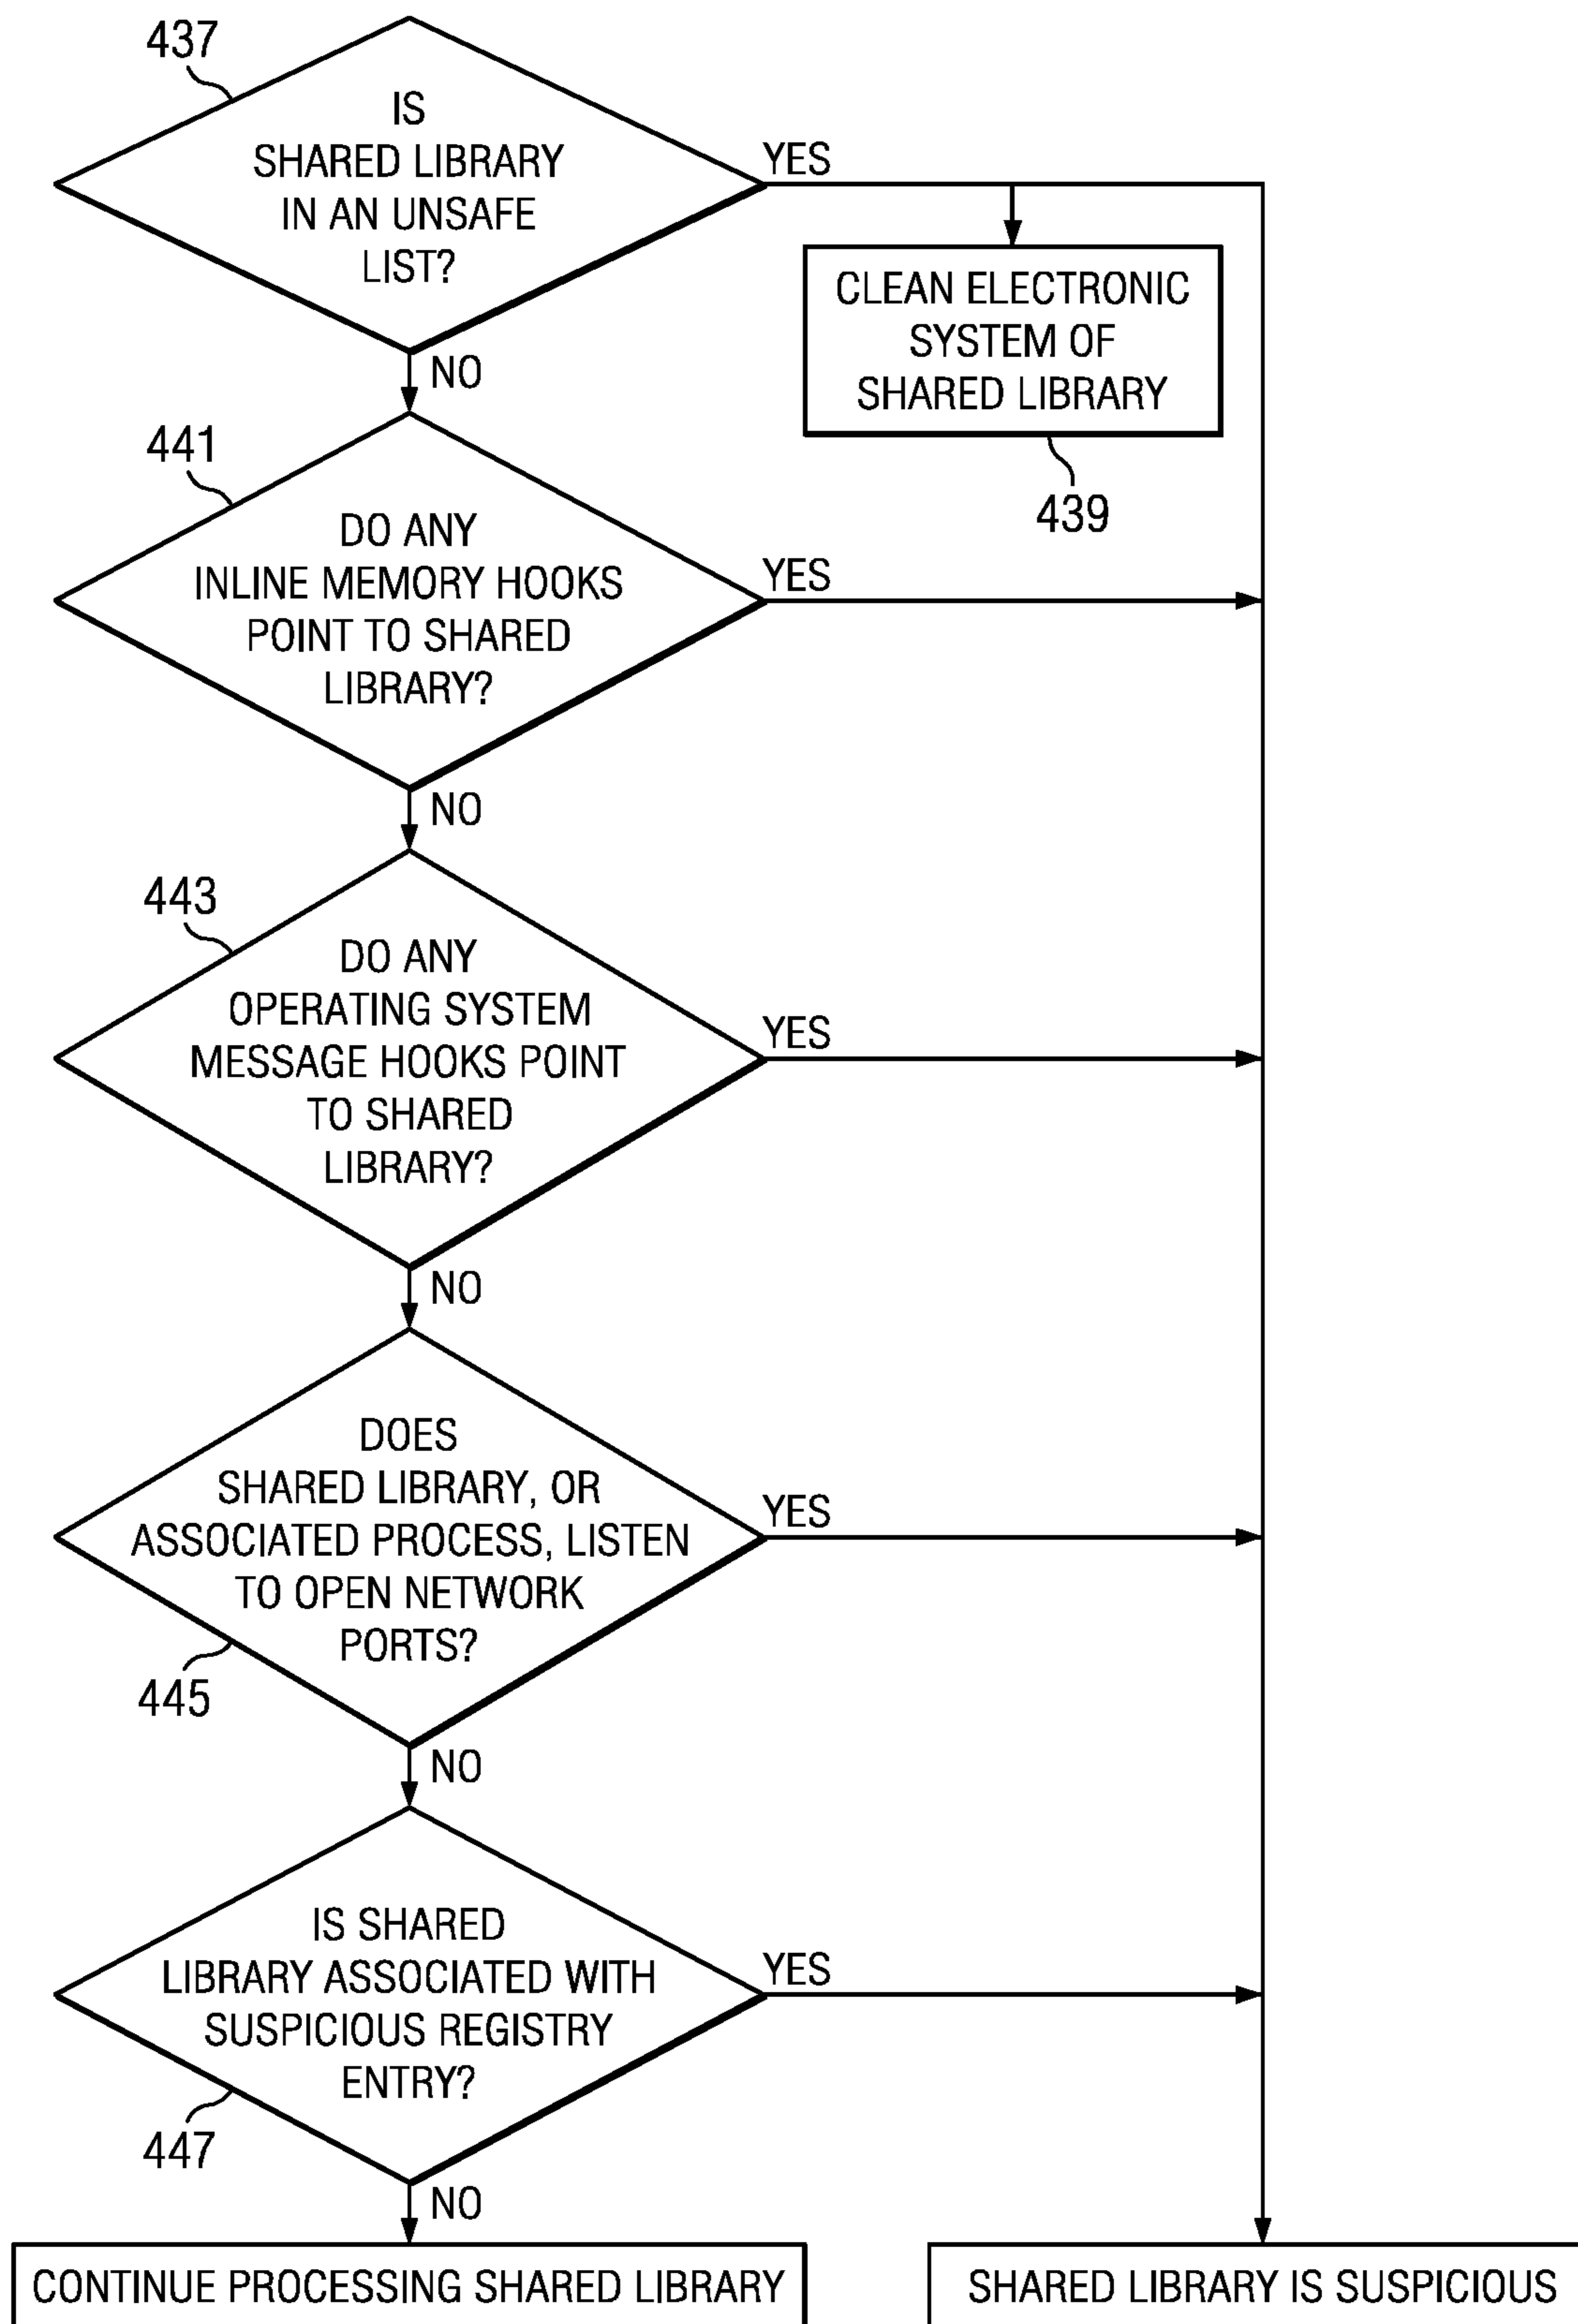 437
IS
SHARED LIBRARY
IN AN UNSAFE
LIST?
YES
CLEAN ELECTRONIC
SYSTEM OF
SHARED LIBRARY
439
NO
441
DO ANY
INLINE MEMORY HOOKS
POINT TO SHARED
LIBRARY?
YES
NO
443
DO ANY
OPERATING SYSTEM
MESSAGE HOOKS POINT
TO SHARED
LIBRARY?
YES
NO
DOES
SHARED LIBRARY, OR
ASSOCIATED PROCESS, LISTEN
TO OPEN NETWORK
PORTS?
YES
445
NO
IS SHARED
LIBRARY ASSOCIATED WITH
SUSPICIOUS REGISTRY
ENTRY?
YES
447
NO
CONTINUE PROCESSING SHARED LIBRARY
SHARED LIBRARY IS SUSPICIOUS